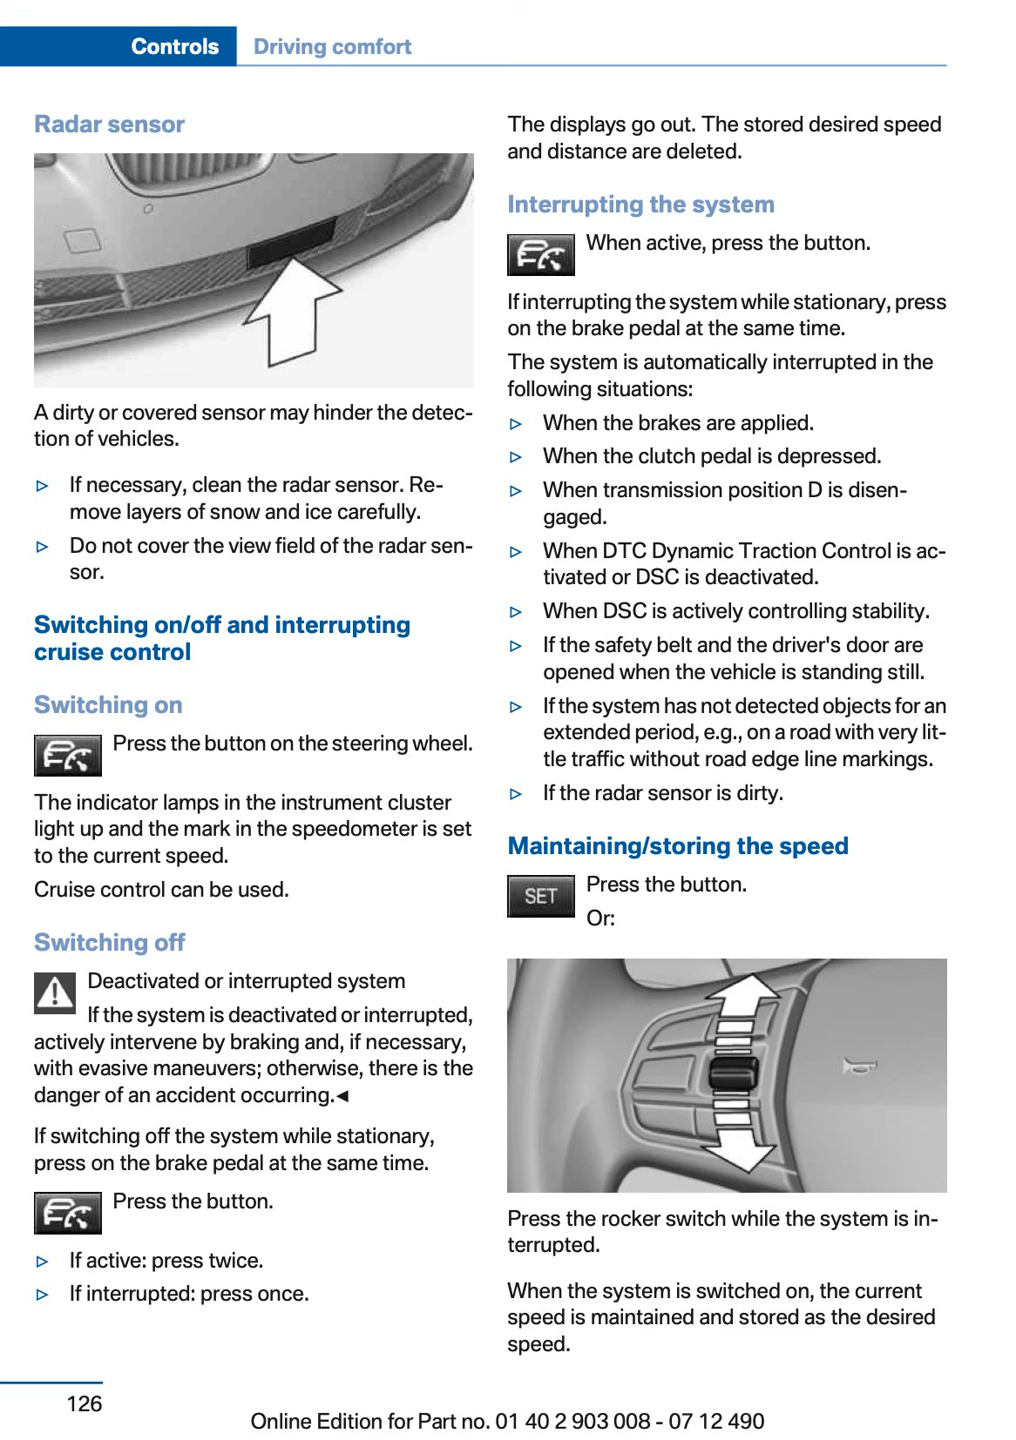 Controls Driving comfort
Radar sensor
A dirty or covered sensor may hinder the detec-
tion of vehicles.
▷ If necessary, clean the radar sensor. Re-
move layers of snow and ice carefully.
▷ Do not cover the view field of the radar sen-
sor.
Switching on/off and interrupting
cruise control
Switching on
Press the button on the steering wheel.
The indicator lamps in the instrument cluster
light up and the mark in the speedometer is set
to the current speed.
Cruise control can be used.
Switching off
Deactivated or interrupted system
If the system is deactivated or interrupted,
actively intervene by braking and, if necessary,
with evasive maneuvers; otherwise, there is the
danger of an accident occurring.◄
If switching off the system while stationary,
press on the brake pedal at the same time.
Press the button.
▷ If active: press twice.
▷ If interrupted: press once.
The displays go out. The stored desired speed
and distance are deleted.
Interrupting the system
When active, press the button.
If interrupting the system while stationary, press
on the brake pedal at the same time.
The system is automatically interrupted in the
following situations:
▷ When the brakes are applied.
▷ When the clutch pedal is depressed.
▷ When transmission position D is disen-
gaged.
▷ When DTC Dynamic Traction Control is ac-
tivated or DSC is deactivated.
▷ When DSC is actively controlling stability.
▷ If the safety belt and the driver's door are
opened when the vehicle is standing still.
▷ If the system has not detected objects for an
extended period, e.g., on a road with very lit-
tle traffic without road edge line markings.
▷ If the radar sensor is dirty.
Maintaining/storing the speed
SET Press the button.
Or:
Press the rocker switch while the system is in-
terrupted.
When the system is switched on, the current
speed is maintained and stored as the desired
speed.
126
Online Edition for Part no. 01 40 2 903 008 - 07 12 490